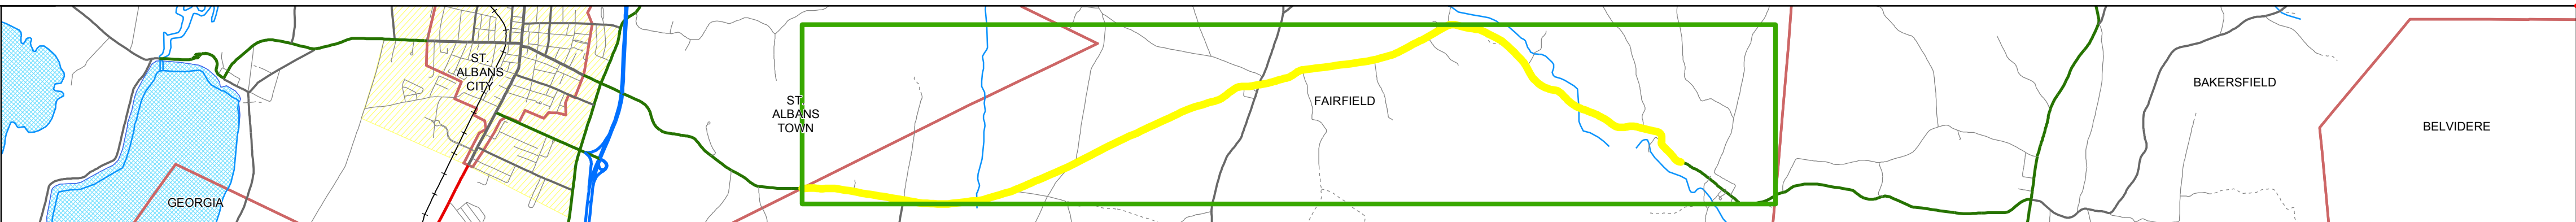 ST.
ALBANS
CITY
GEORGIA
ST.
ALBANS
TOWN
FAIRFIELD
BAKERSFIELD
BELVIDERE